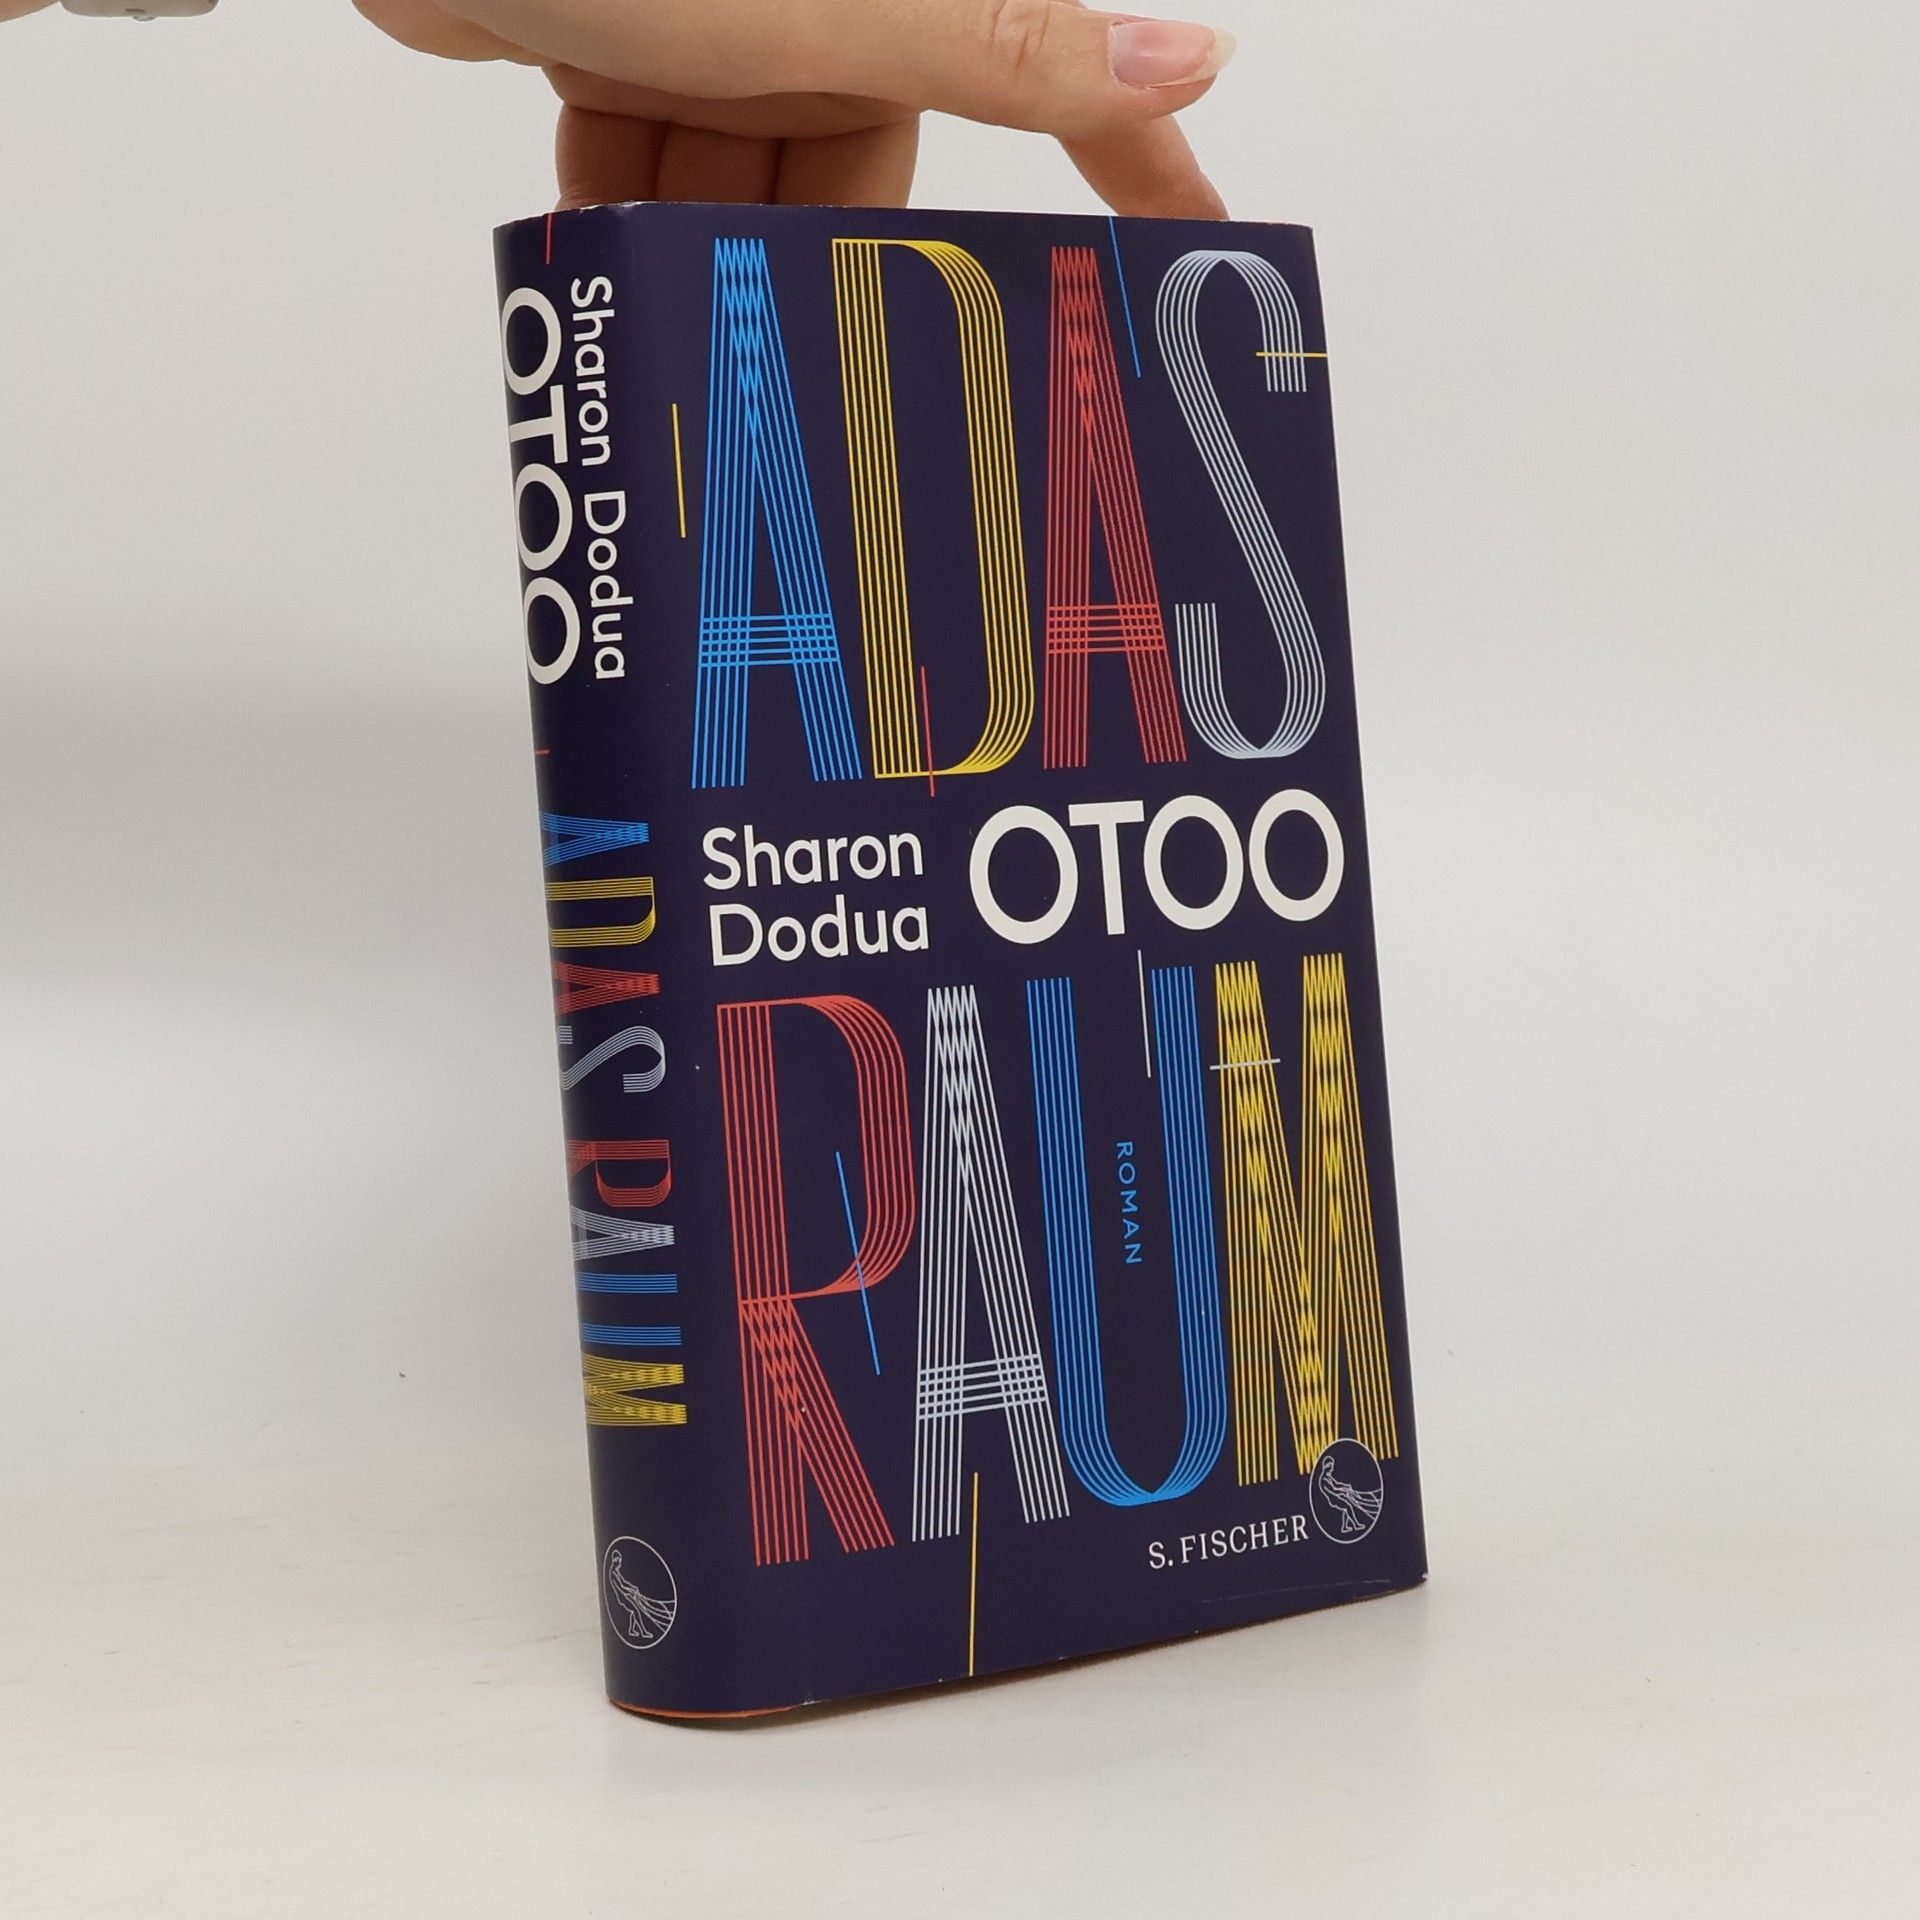 Sharon Dodua
OTOO
ADAS RAUM
ADAS
Sharon
Dodua
OTOO
RAUM
ROMAN
S. FISCHER